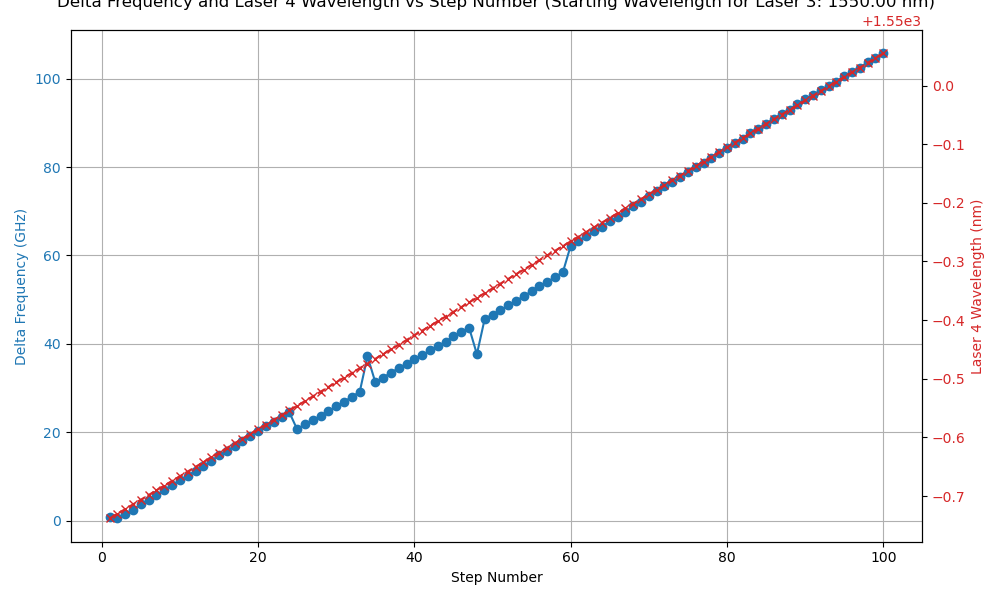 Delta Frequency and Laser 4 Wavelength vs Step Number (Starting Wavelength for Laser 3: 1550.00 nm)
+1.55e3
100
80
60
40
20
0
Delta Frequency (GHz)
0.0
−0.1
−0.2
−0.3
−0.4
−0.5
−0.6
−0.7
Laser 4 Wavelength (nm)
0 20 40 60 80 100
Step Number